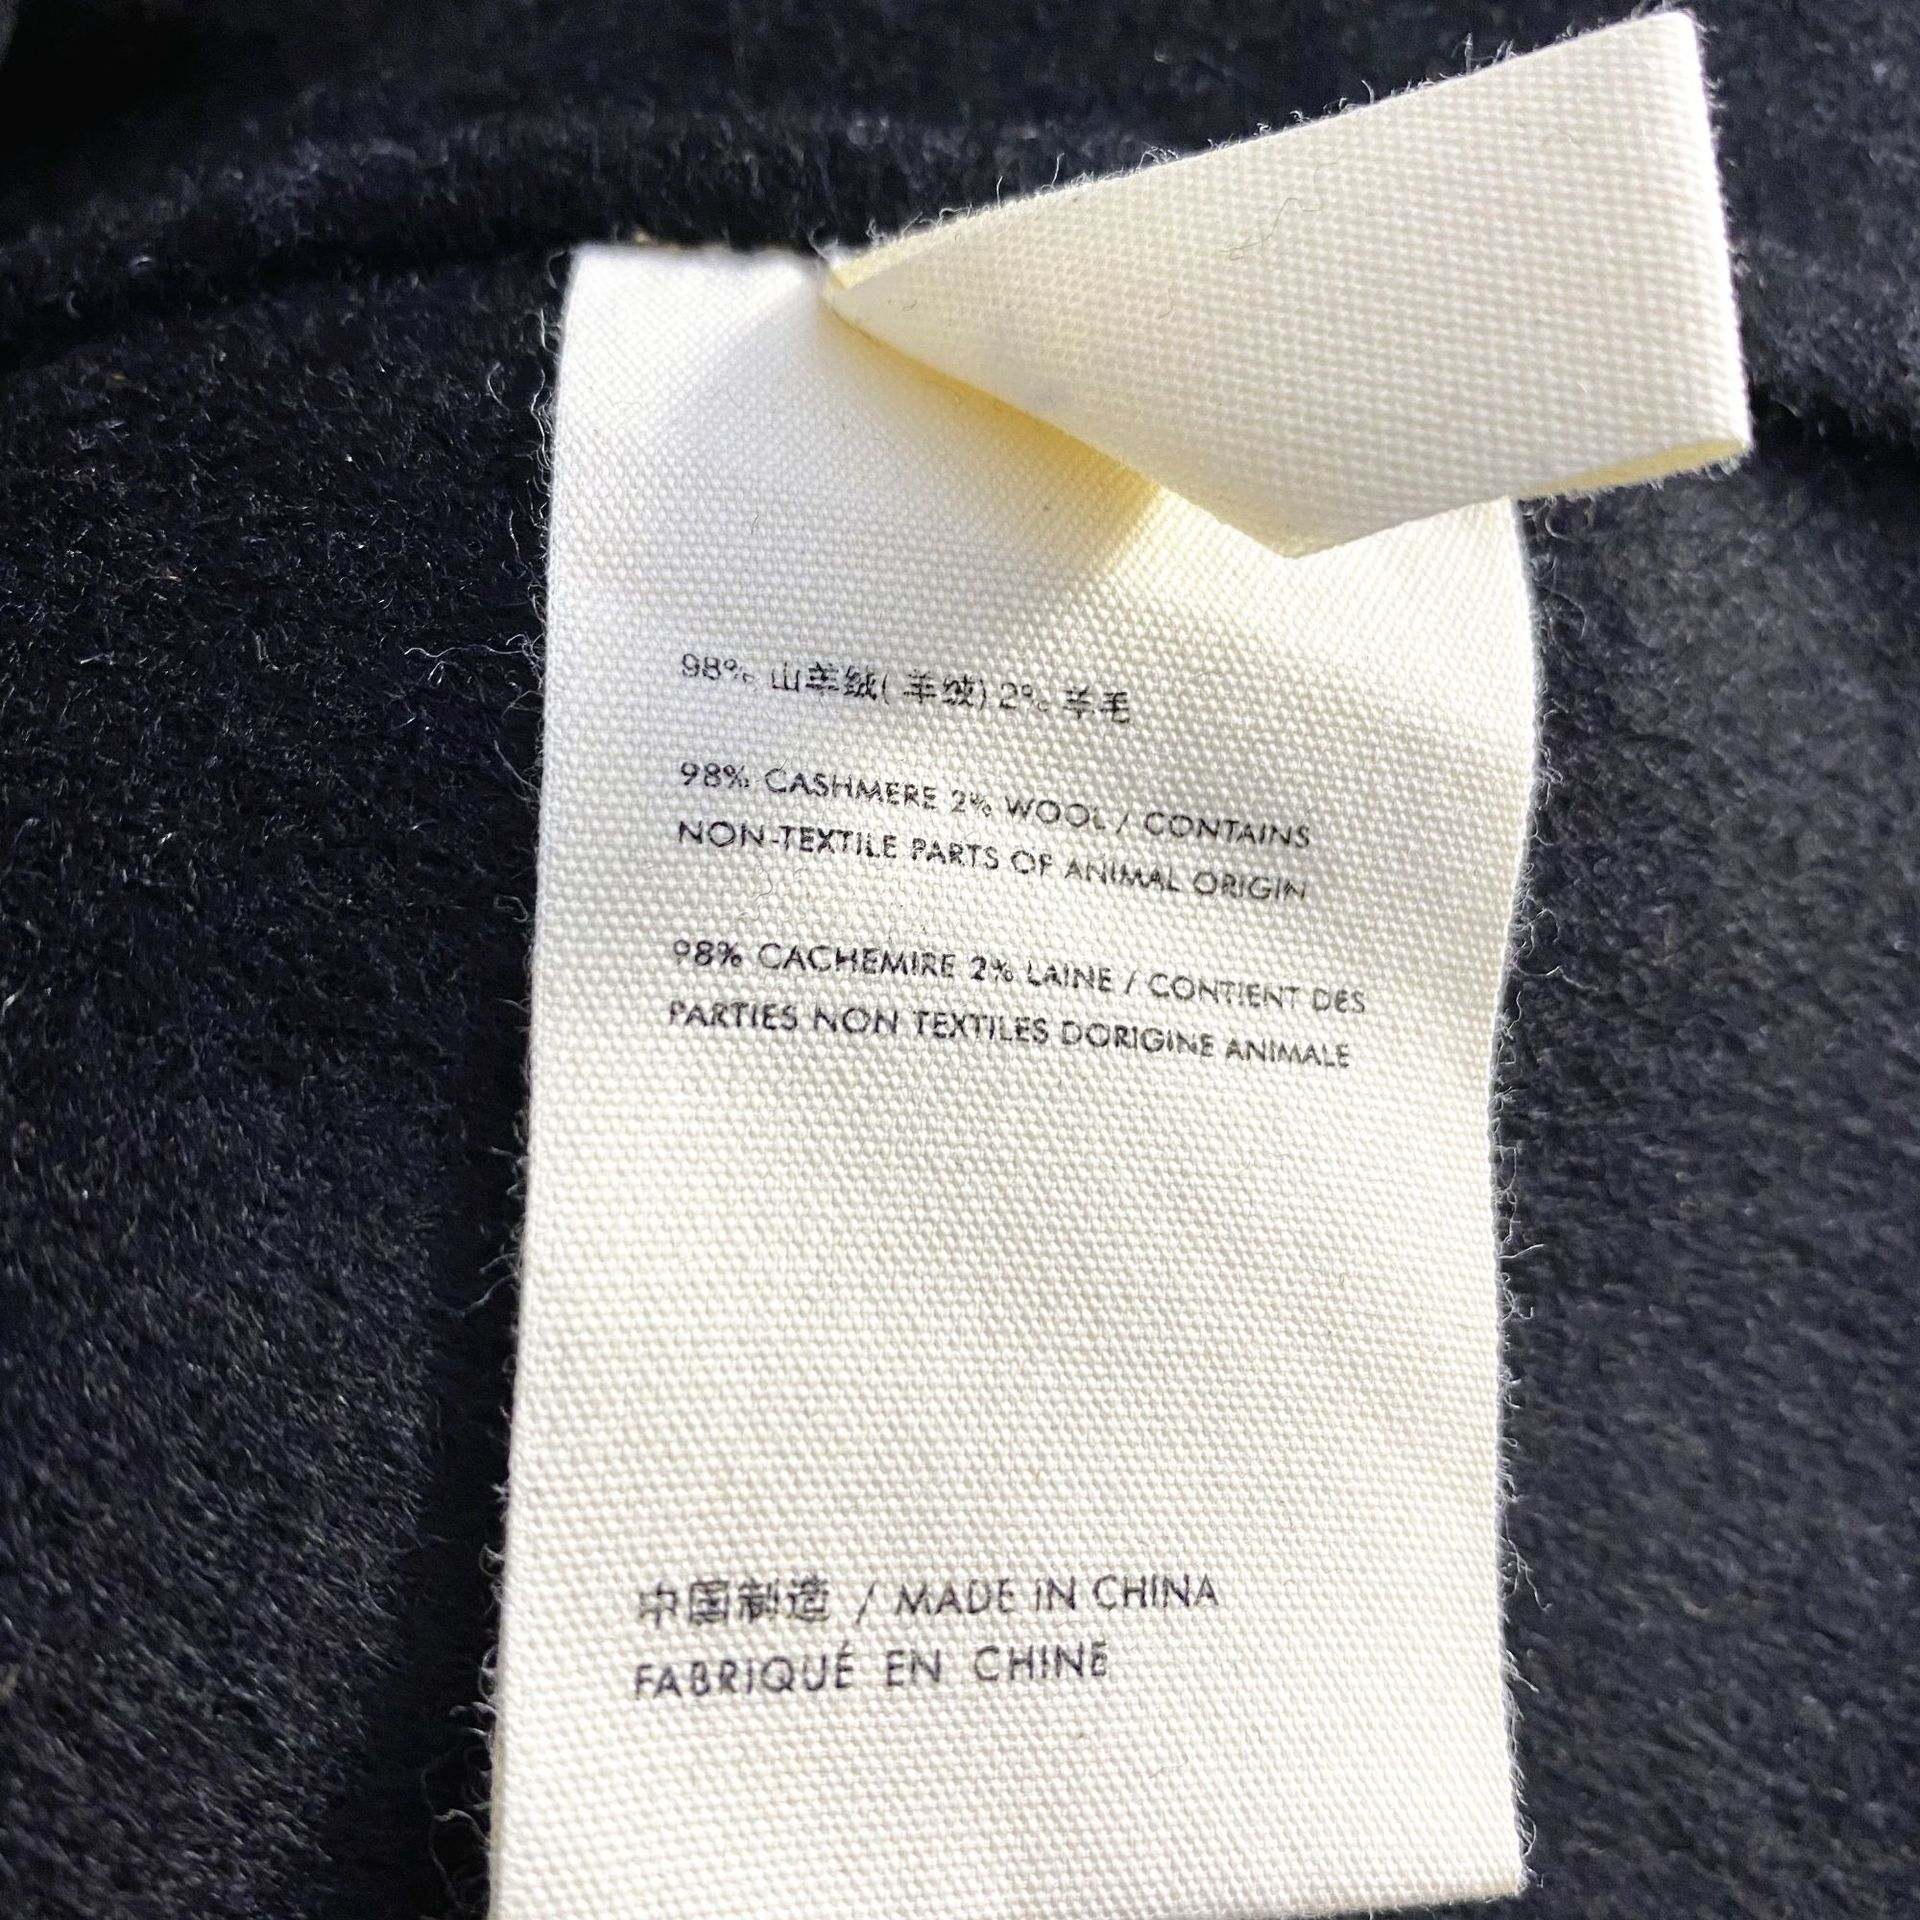 98% 山羊绒(羊绒) 2% 羊毛
98% CASHMERE 2% WOOL / CONTAINS
NON-TEXTILE PARTS OF ANIMAL ORIGIN
98% CACHEMIRE 2% LAINE / CONTIENT DES
PARTIES NON TEXTILES DORIGINE ANIMALE
中国制造 / MADE IN CHINA
FABRIQUÉ EN CHINE